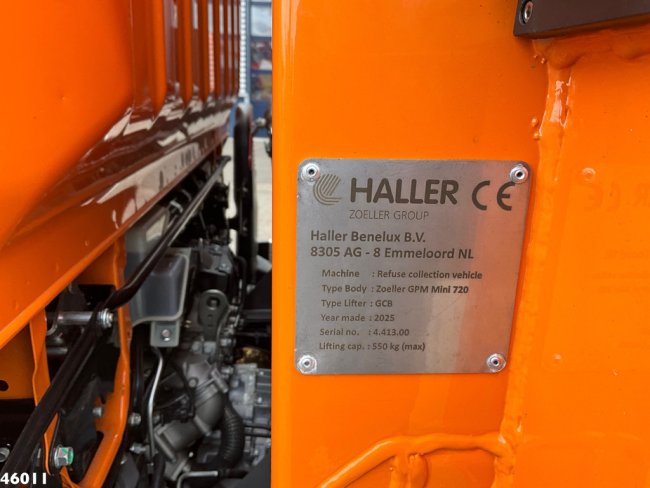 HALLER CE
ZOELLER GROUP
Haller Benelux B.V.
8305 AG - 8 Emmeloord NL
Machine : Refuse collection vehicle
Type Body : Zoeller GPM Mini 720
Type Lifter : GCB
Year made : 2025
Serial no. : 4.413.00
Lifting cap. : 550 kg (max)
46011